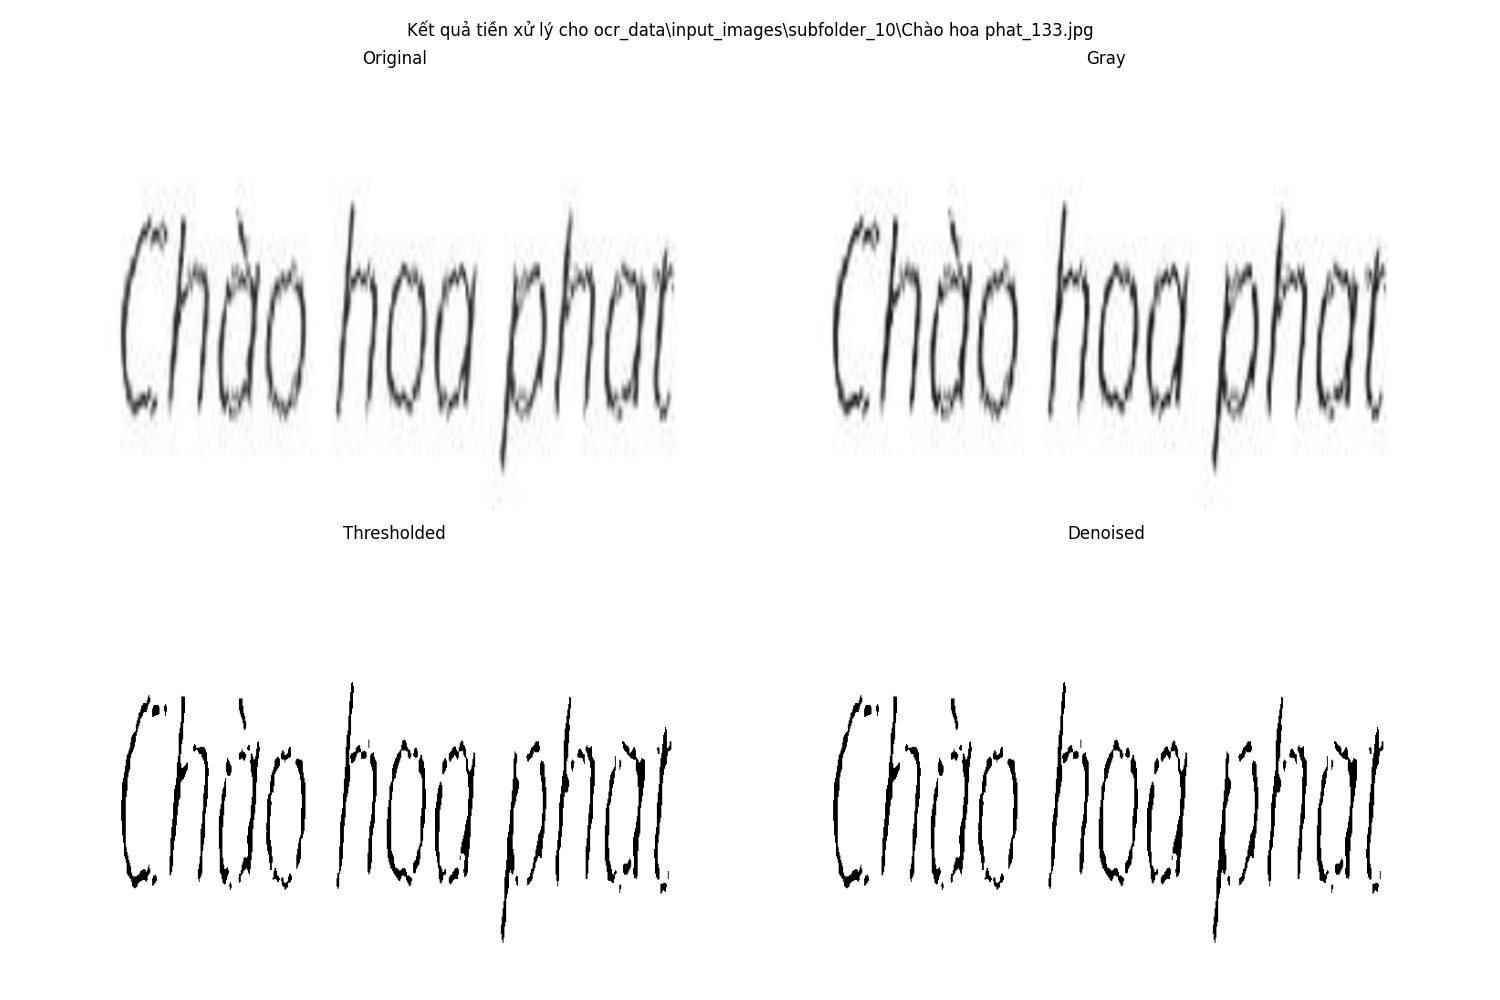 Kết quả tiền xử lý cho ocr_data\input_images\subfolder_10\Chào hoa phat_133.jpg
Original
Gray
Chào hoa phat
Chào hoa phat
Thresholded
Denoised
Chào hoa phat
Chào hoa phat